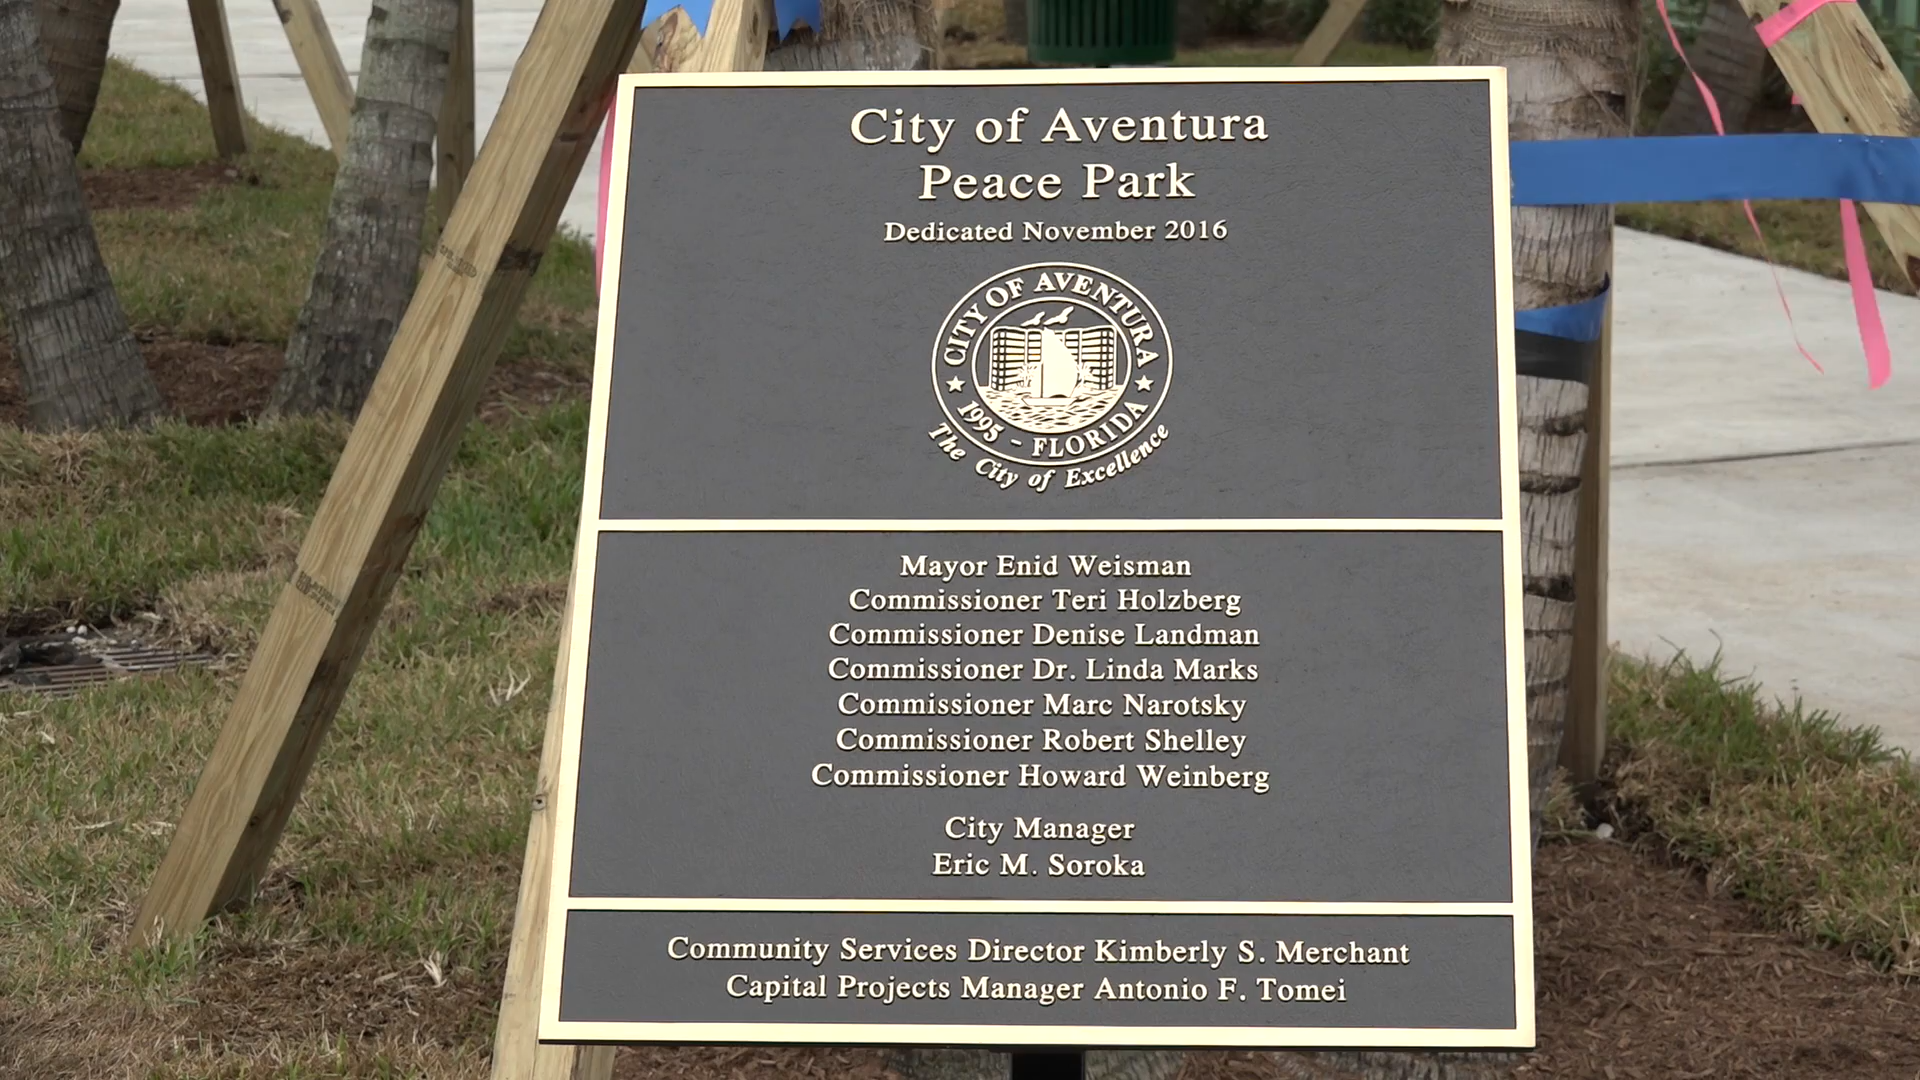 City of Aventura
Peace Park
Dedicated November 2016
CITY OF AVENTURA
1995 - FLORIDA
The City of Excellence
Mayor Enid Weisman
Commissioner Teri Holzberg
Commissioner Denise Landman
Commissioner Dr. Linda Marks
Commissioner Marc Narotsky
Commissioner Robert Shelley
Commissioner Howard Weinberg
City Manager
Eric M. Soroka
Community Services Director Kimberly S. Merchant
Capital Projects Manager Antonio F. Tomei